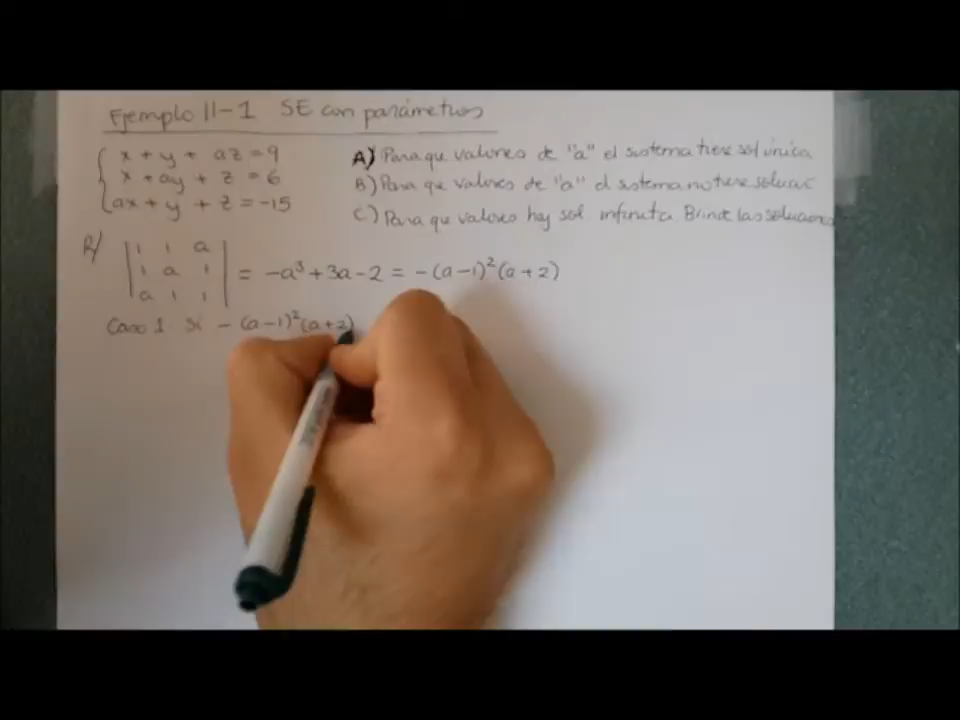 Ejemplo II-1 SE con parámetros
x + y + az = 9
x + ay + z = 6
ax + y + z = -15
A) Para que valores de "a" el sistema tiene sol única
B) Para que valores de "a" el sistema no tiene soluc
C) Para que valores hay sol infinita. Brinde las soluciones
R/ | 1 1 a |
| 1 a 1 |
| a 1 1 |
= -a³ + 3a - 2 = -(a-1)²(a+2)
Caso 1 Si -(a-1)²(a+2)